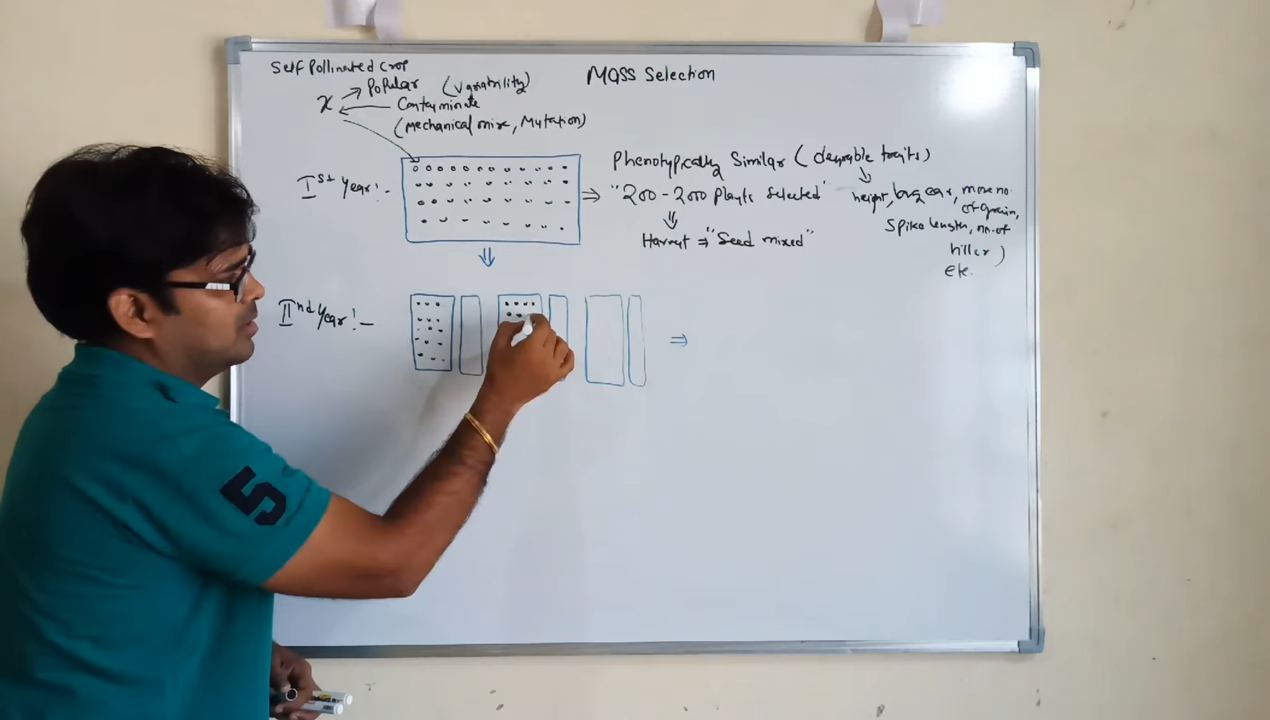 Self Pollinated Crop
Mass Selection
x → Popular (Variability)
Contaminate
(Mechanical mix, Mutation)
Phenotypically Similar (desirable traits)
Ist Year:-
⇒ "200 - 2000 Plants Selected"
height, long ear, more no.
of grain,
Spike length, no. of
tiller)
etc.
Harvest ⇒ "Seed mixed"
IInd Year:-
⇒
5